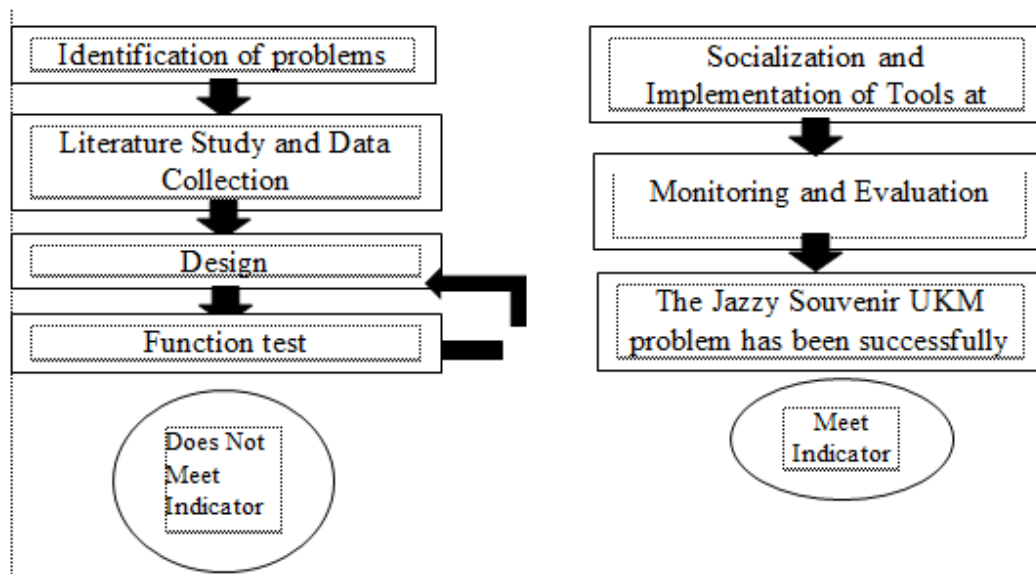 Identification of problems
Literature Study and Data
Collection
Design
Function test
Does Not
Meet
Indicator
Socialization and
Implementation of Tools at
Monitoring and Evaluation
The Jazzy Souvenir UKM
problem has been successfully
Meet
Indicator